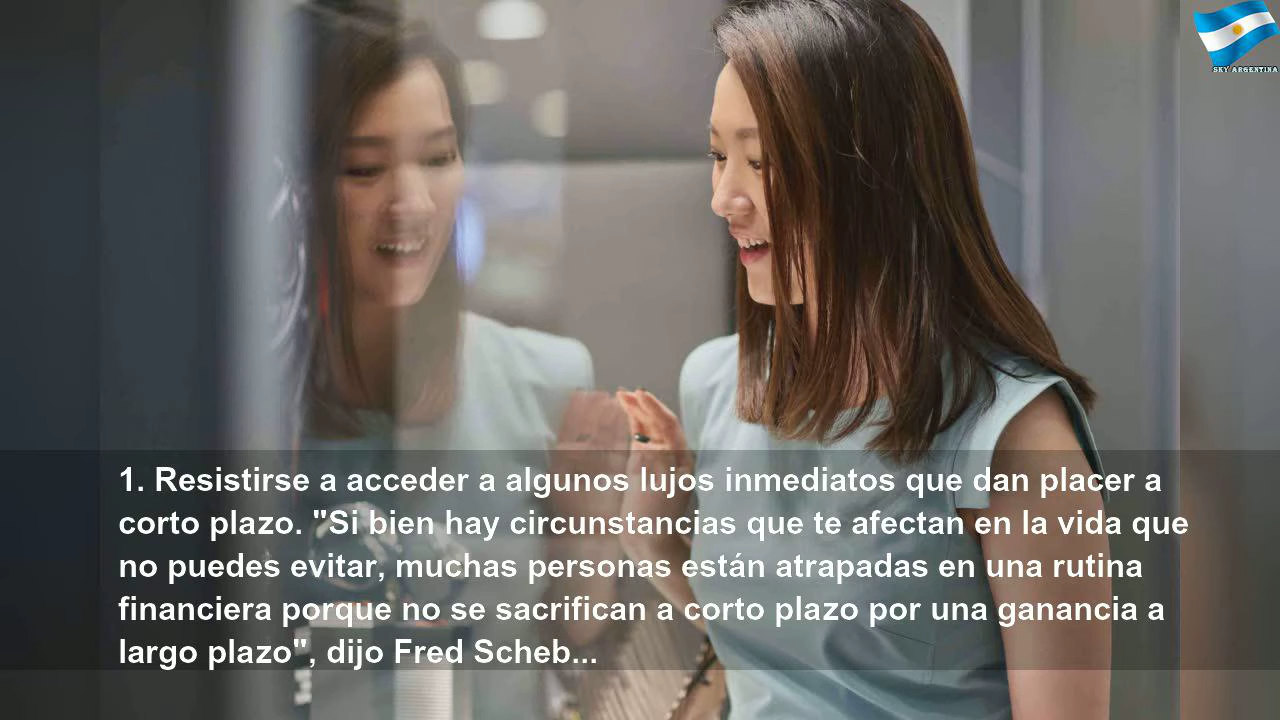 SKY ARGENTINA
1. Resistirse a acceder a algunos lujos inmediatos que dan placer a
corto plazo. "Si bien hay circunstancias que te afectan en la vida que
no puedes evitar, muchas personas están atrapadas en una rutina
financiera porque no se sacrifican a corto plazo por una ganancia a
largo plazo", dijo Fred Scheb...